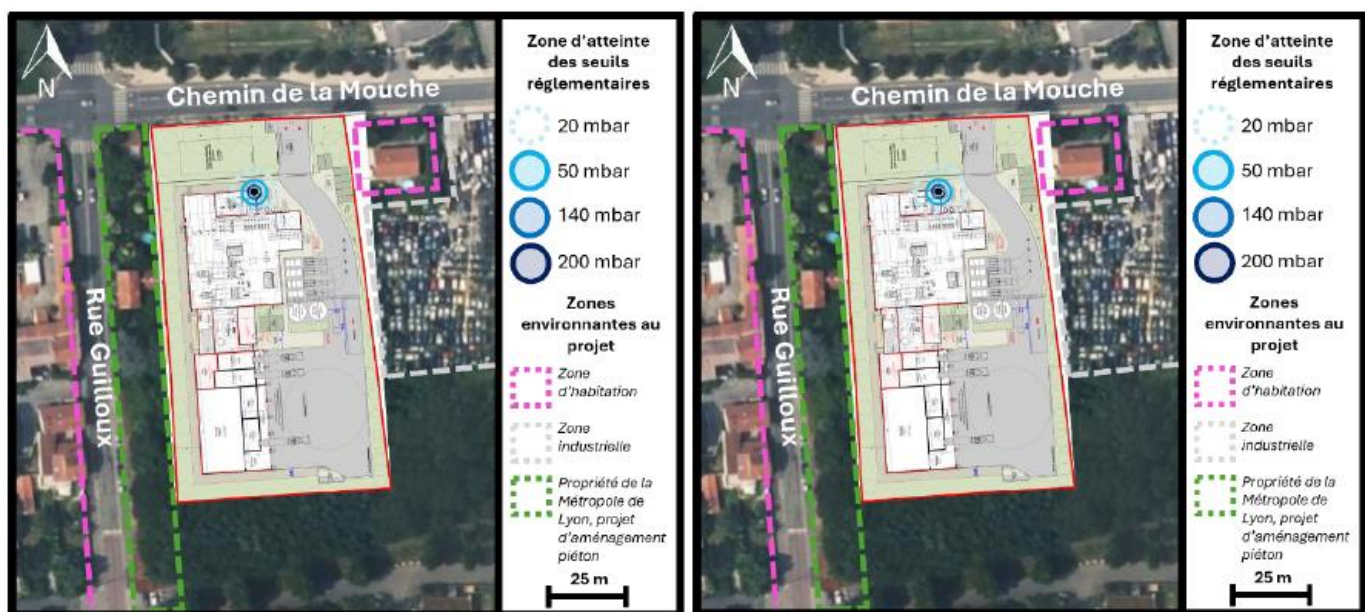 N
Chemin de la Mouche
Rue Guilloux
Zone d'atteinte
des seuils
réglementaires
20 mbar
50 mbar
140 mbar
200 mbar
Zones
environnantes au
projet
Zone
d'habitation
Zone
industrielle
Propriété de la
Métropole de
Lyon, projet
d'aménagement
piéton
25 m
N
Chemin de la Mouche
Rue Guilloux
Zone d'atteinte
des seuils
réglementaires
20 mbar
50 mbar
140 mbar
200 mbar
Zones
environnantes au
projet
Zone
d'habitation
Zone
industrielle
Propriété de la
Métropole de
Lyon, projet
d'aménagement
piéton
25 m